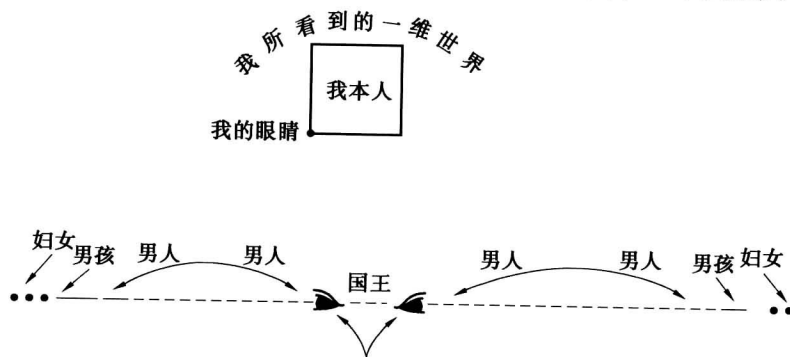 我所看到的一维世界
我本人
我的眼睛
妇女 男孩 男人 男人 国王 男人 男人 男孩 妇女